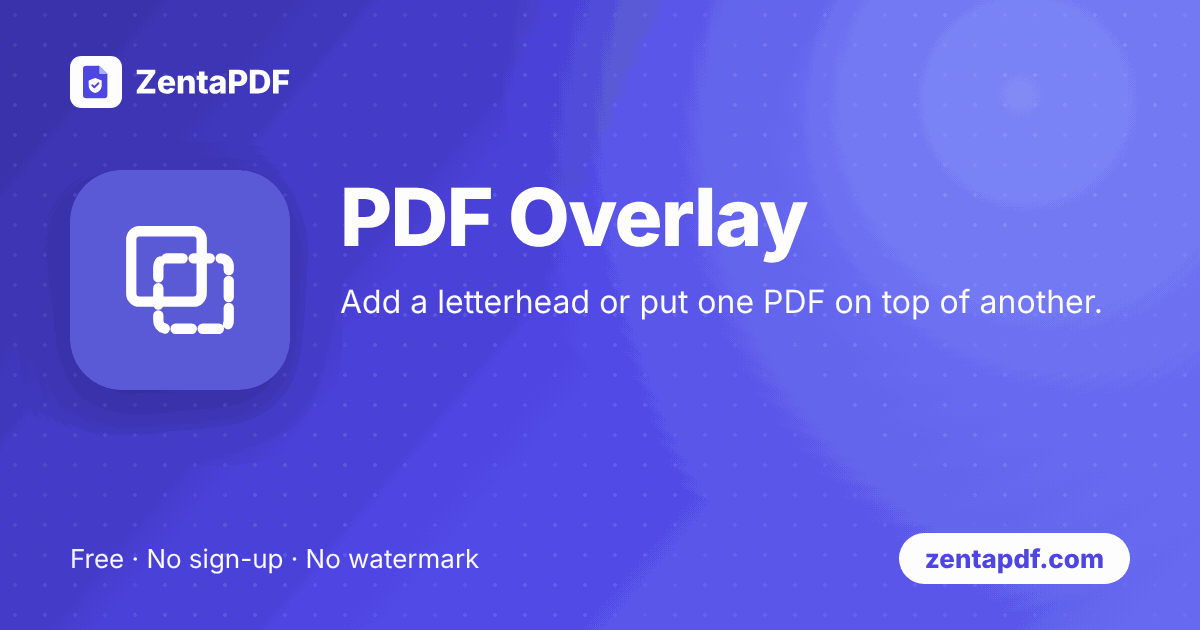 ZentaPDF
PDF Overlay
Add a letterhead or put one PDF on top of another.
Free · No sign-up · No watermark
zentapdf.com